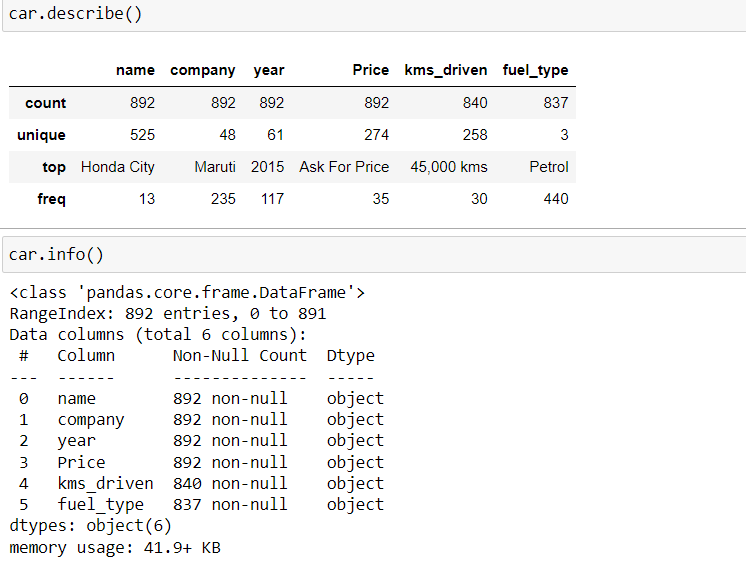 car.describe()
name company year Price kms_driven fuel_type
count 892 892 892 892 840 837
unique 525 48 61 274 258 3
top Honda City Maruti 2015 Ask For Price 45,000 kms Petrol
freq 13 235 117 35 30 440
car.info()
<class 'pandas.core.frame.DataFrame'>
RangeIndex: 892 entries, 0 to 891
Data columns (total 6 columns):
 #   Column      Non-Null Count  Dtype
---  ------      --------------  -----
 0   name        892 non-null    object
 1   company     892 non-null    object
 2   year        892 non-null    object
 3   Price       892 non-null    object
 4   kms_driven  840 non-null    object
 5   fuel_type   837 non-null    object
dtypes: object(6)
memory usage: 41.9+ KB